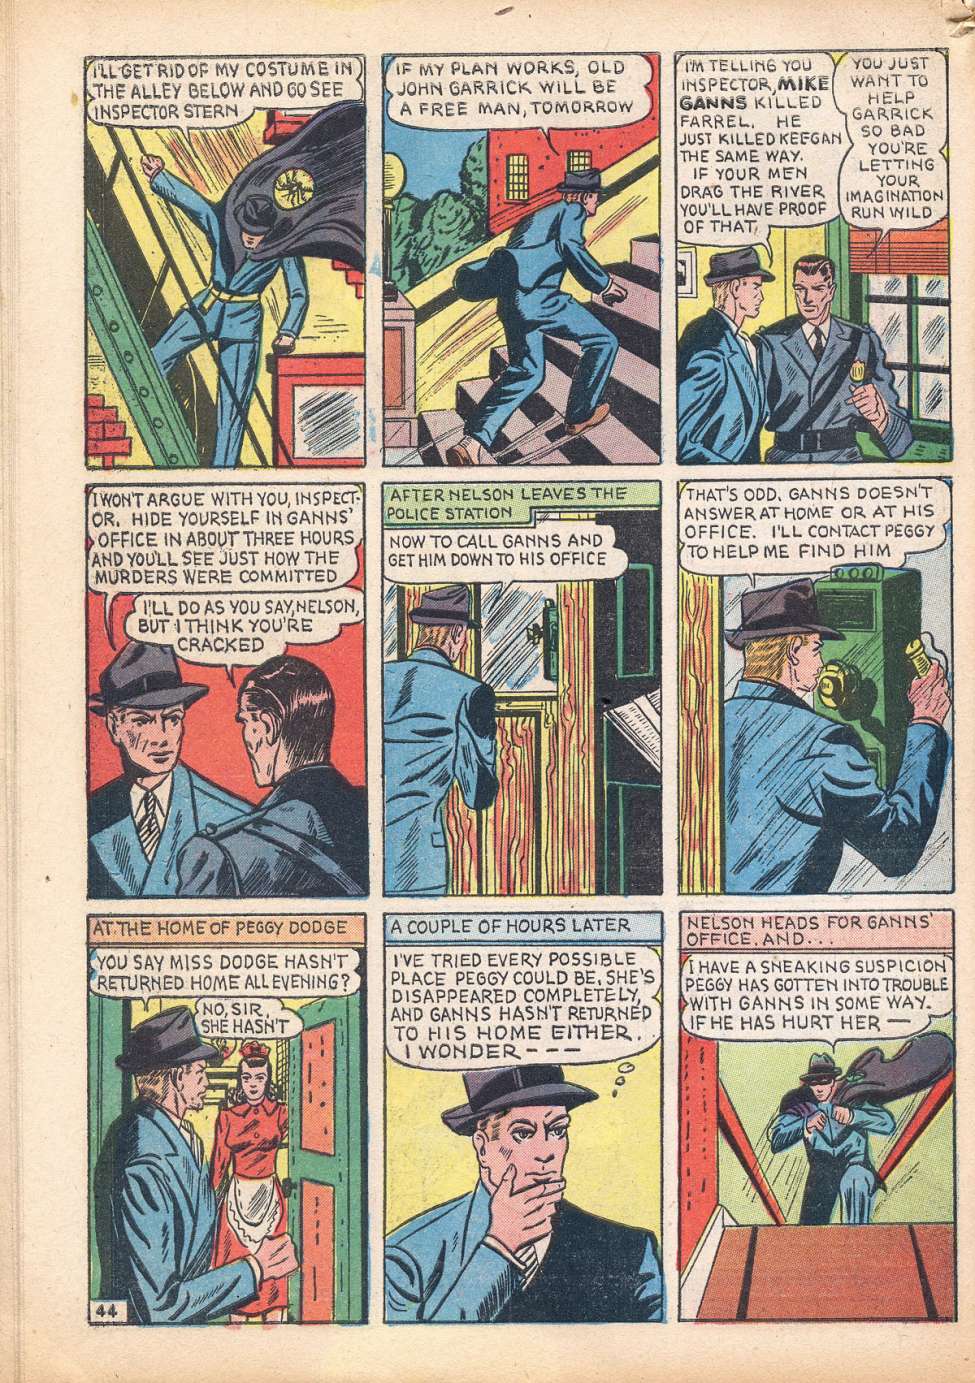 I'LL GET RID OF MY COSTUME IN
THE ALLEY BELOW AND GO SEE
INSPECTOR STERN
IF MY PLAN WORKS, OLD
JOHN GARRICK WILL BE
A FREE MAN, TOMORROW
I'M TELLING YOU
INSPECTOR, MIKE
GANNS KILLED
FARREL. HE
JUST KILLED KEEGAN
THE SAME WAY.
IF YOUR MEN
DRAG THE RIVER
YOU'LL HAVE PROOF
OF THAT.
YOU JUST
WANT TO
HELP
GARRICK
SO BAD
YOU'RE
LETTING
YOUR
IMAGINATION
RUN WILD
I WON'T ARGUE WITH YOU, INSPECT-
OR. HIDE YOURSELF IN GANNS'
OFFICE IN ABOUT THREE HOURS
AND YOU'LL SEE JUST HOW THE
MURDERS WERE COMMITTED
I'LL DO AS YOU SAY, NELSON,
BUT I THINK YOU'RE
CRACKED
AFTER NELSON LEAVES THE
POLICE STATION
NOW TO CALL GANNS AND
GET HIM DOWN TO HIS OFFICE
THAT'S ODD. GANNS DOESN'T
ANSWER AT HOME OR AT HIS
OFFICE. I'LL CONTACT PEGGY
TO HELP ME FIND HIM
AT THE HOME OF PEGGY DODGE
YOU SAY MISS DODGE HASN'T
RETURNED HOME ALL EVENING?
NO, SIR,
SHE HASN'T
44
A COUPLE OF HOURS LATER
I'VE TRIED EVERY POSSIBLE
PLACE PEGGY COULD BE. SHE'S
DISAPPEARED COMPLETELY,
AND GANNS HASN'T RETURNED
TO HIS HOME EITHER.
I WONDER - - -
NELSON HEADS FOR GANNS'
OFFICE, AND...
I HAVE A SNEAKING SUSPICION
PEGGY HAS GOTTEN INTO TROUBLE
WITH GANNS IN SOME WAY.
IF HE HAS HURT HER —